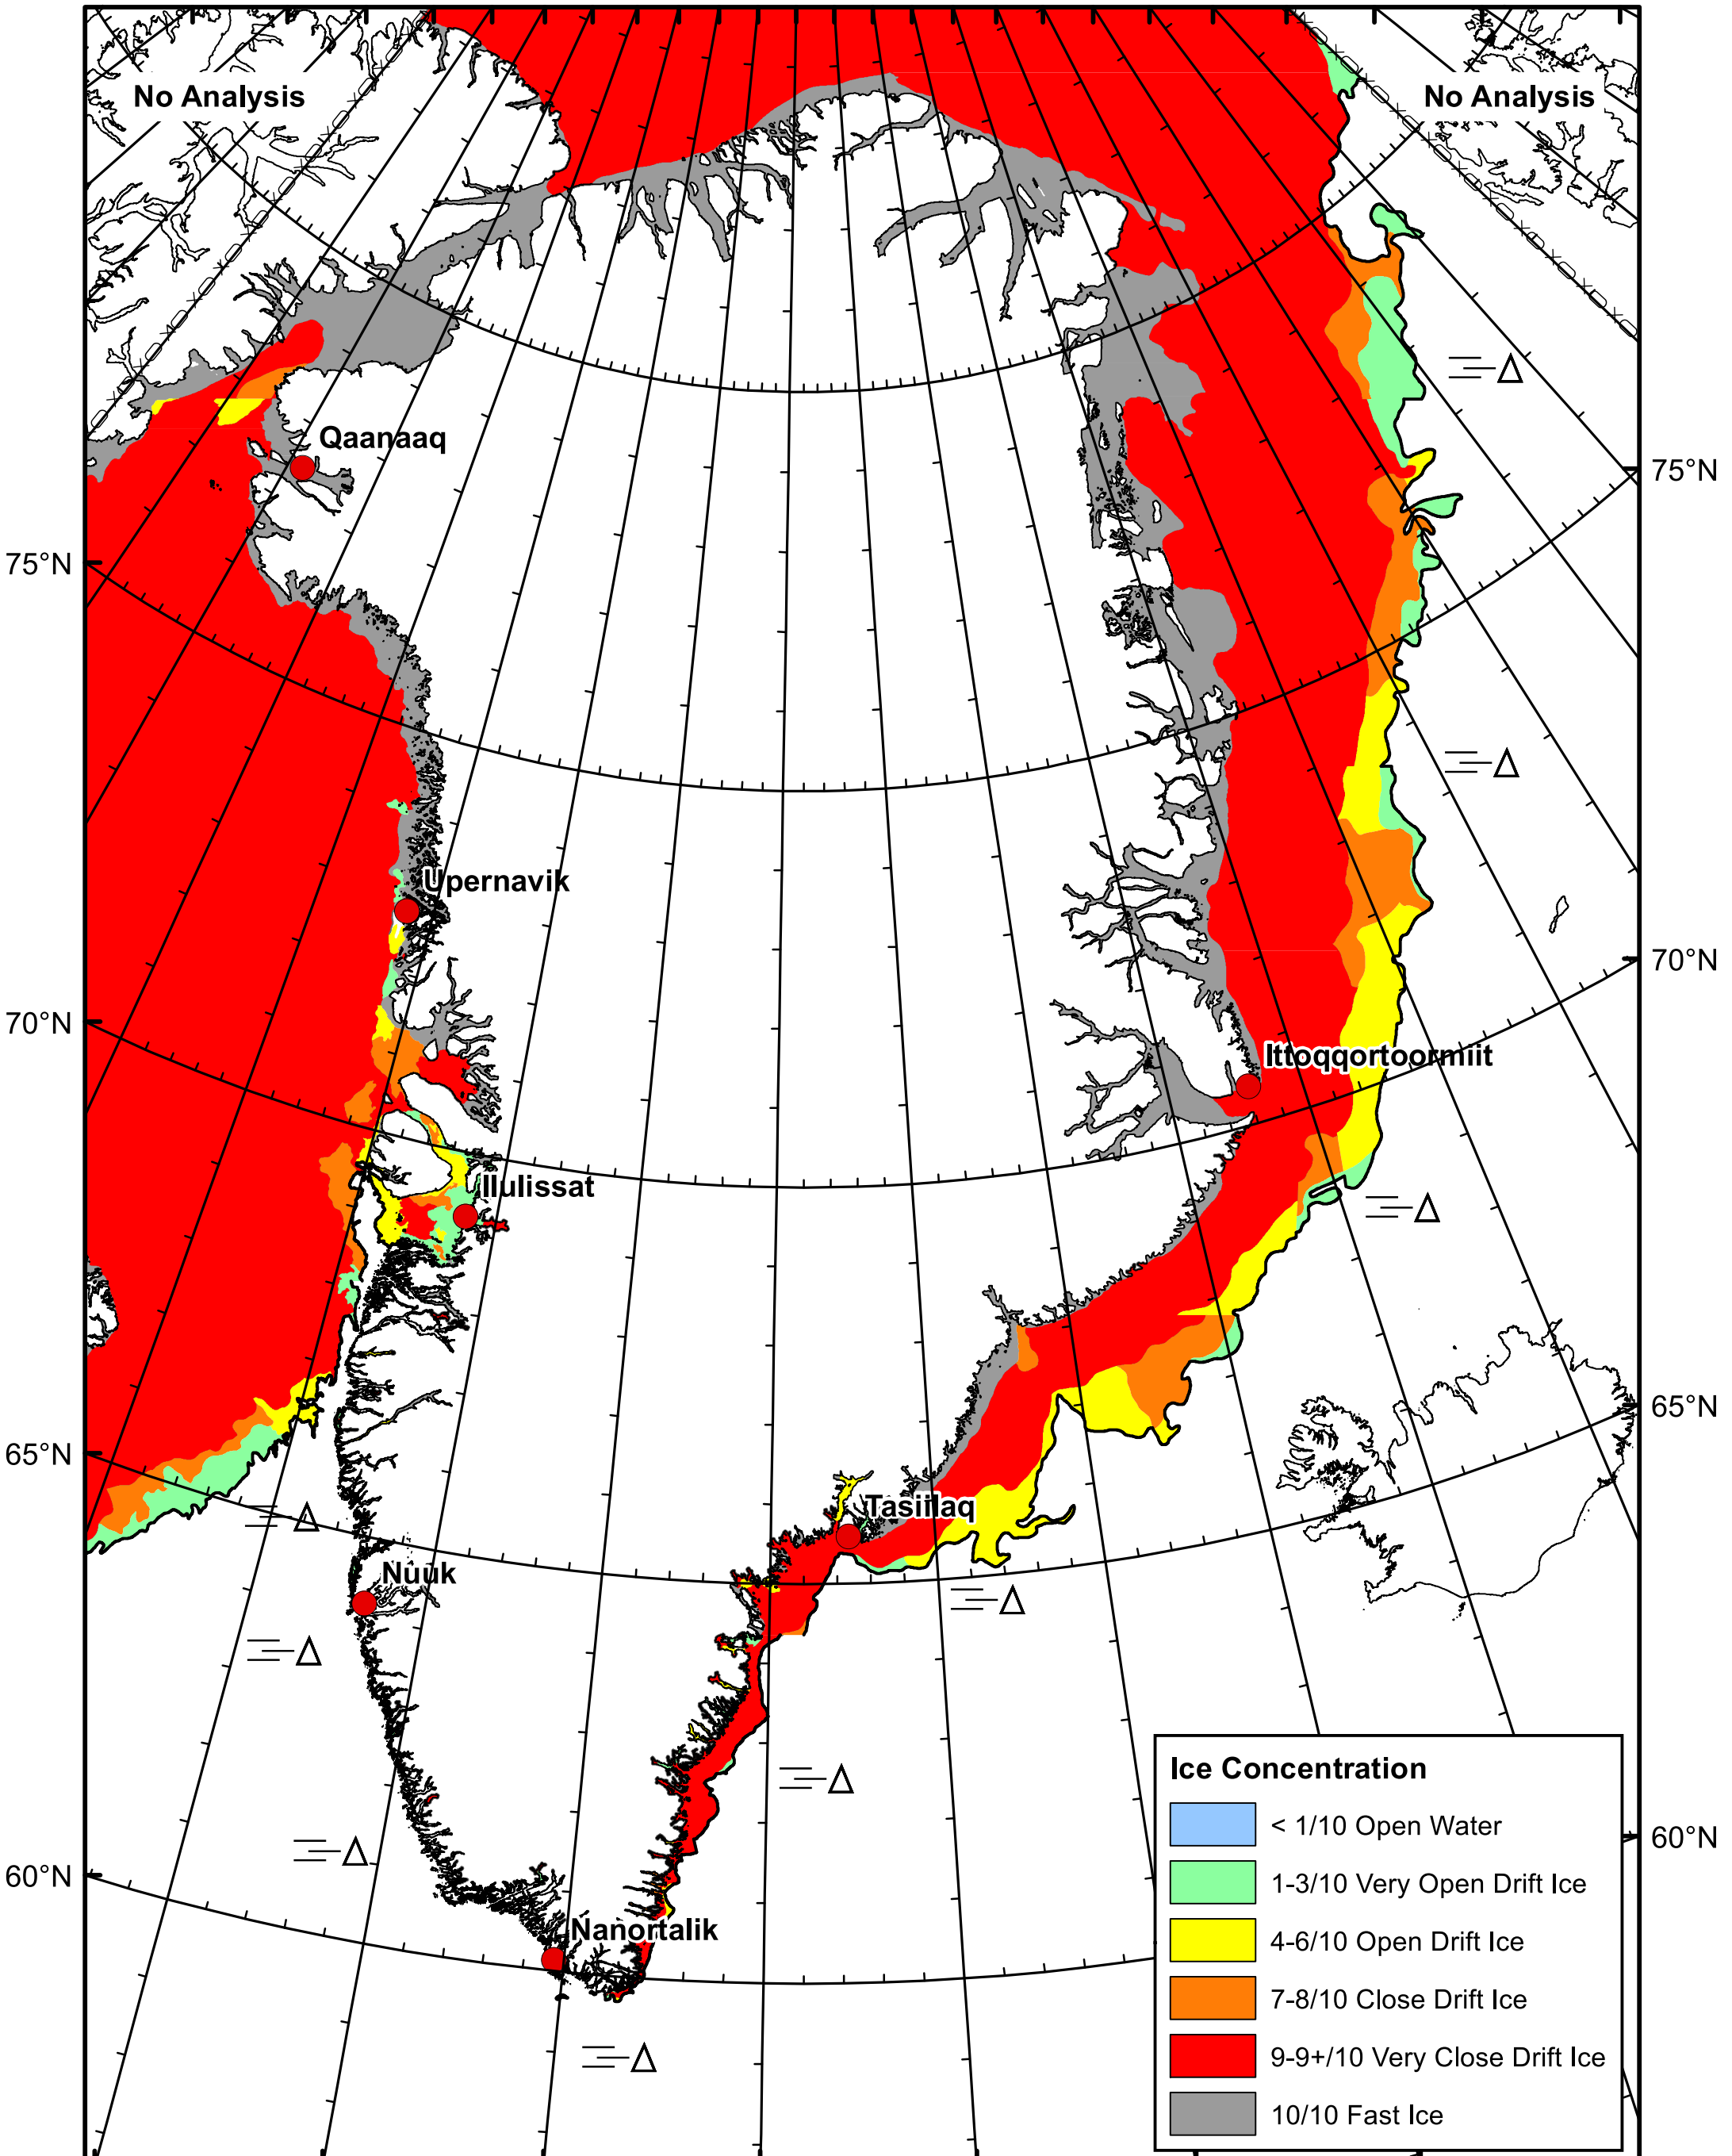 No Analysis
No Analysis
Qaanaaq
75°N
75°N
Upernavik
70°N
70°N
Ittoqqortoormiit
Ilulissat
65°N
65°N
Tasiilaq
Nuuk
60°N
60°N
Nanortalik
Ice Concentration
< 1/10 Open Water
1-3/10 Very Open Drift Ice
4-6/10 Open Drift Ice
7-8/10 Close Drift Ice
9-9+/10 Very Close Drift Ice
10/10 Fast Ice